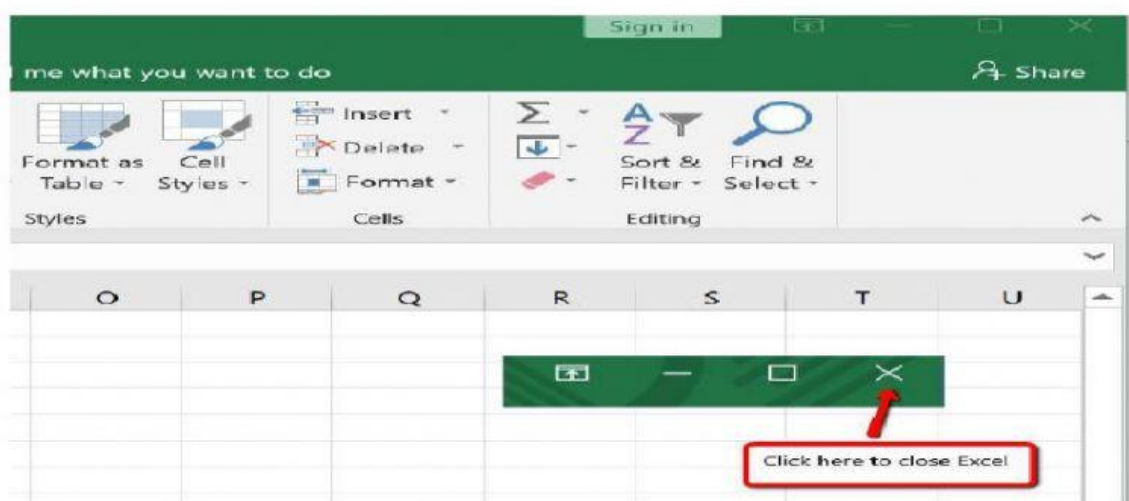 Sign in
me what you want to do
Share
Insert
Delete
Format
Format as
Table
Cell
Styles
A
Z
Sort &
Filter
Find &
Select
Styles
Cells
Editing
O P Q R S T U
Click here to close Excel